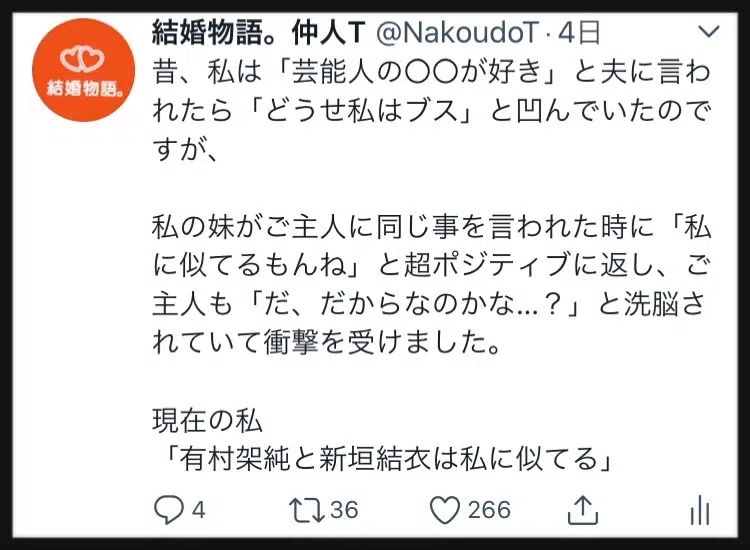 結婚物語。仲人T @NakoudoT · 4日
結婚物語。
昔、私は「芸能人の〇〇が好き」と夫に言わ
れたら「どうせ私はブス」と凹んでいたので
すが、
私の妹がご主人に同じ事を言われた時に「私
に似てるもんね」と超ポジティブに返し、ご
主人も「だ、だからなのかな...？」と洗脳さ
れていて衝撃を受けました。
現在の私
「有村架純と新垣結衣は私に似てる」
4 36 266